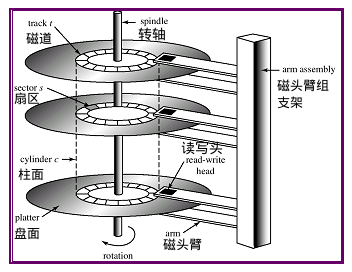 track t
磁道
spindle
转轴
arm assembly
磁头臂组
支架
sector s
扇区
读写头
read-write
head
cylinder c
柱面
platter
盘面
arm
磁头臂
rotation